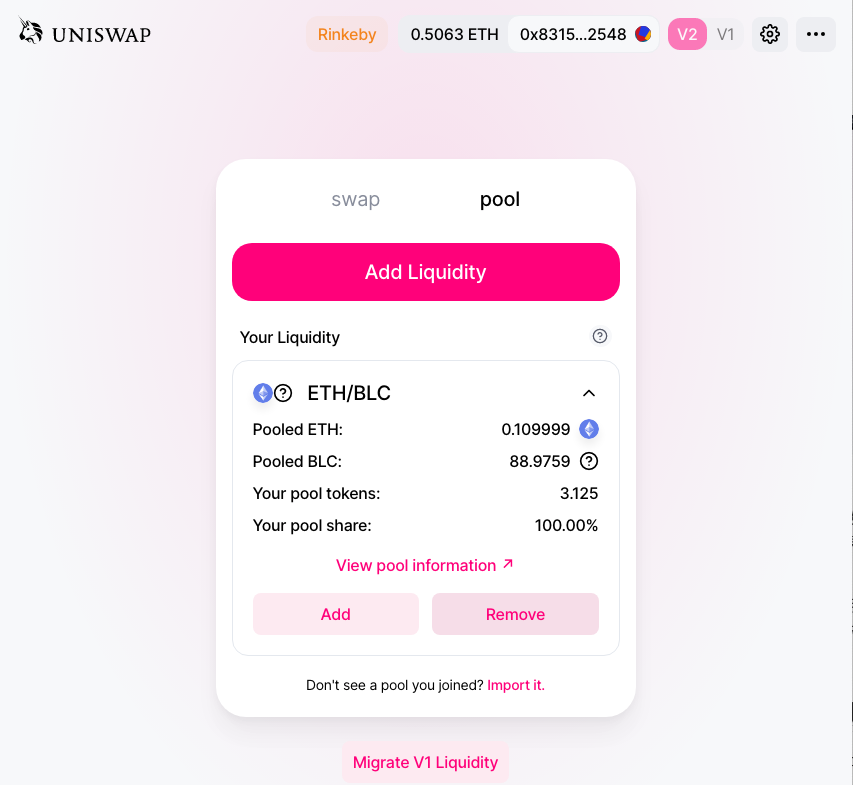 UNISWAP
Rinkeby
0.5063 ETH
0x8315...2548
V2
V1
swap
pool
Add Liquidity
Your Liquidity
ETH/BLC
Pooled ETH: 0.109999
Pooled BLC: 88.9759
Your pool tokens: 3.125
Your pool share: 100.00%
View pool information ↗
Add
Remove
Don't see a pool you joined? Import it.
Migrate V1 Liquidity